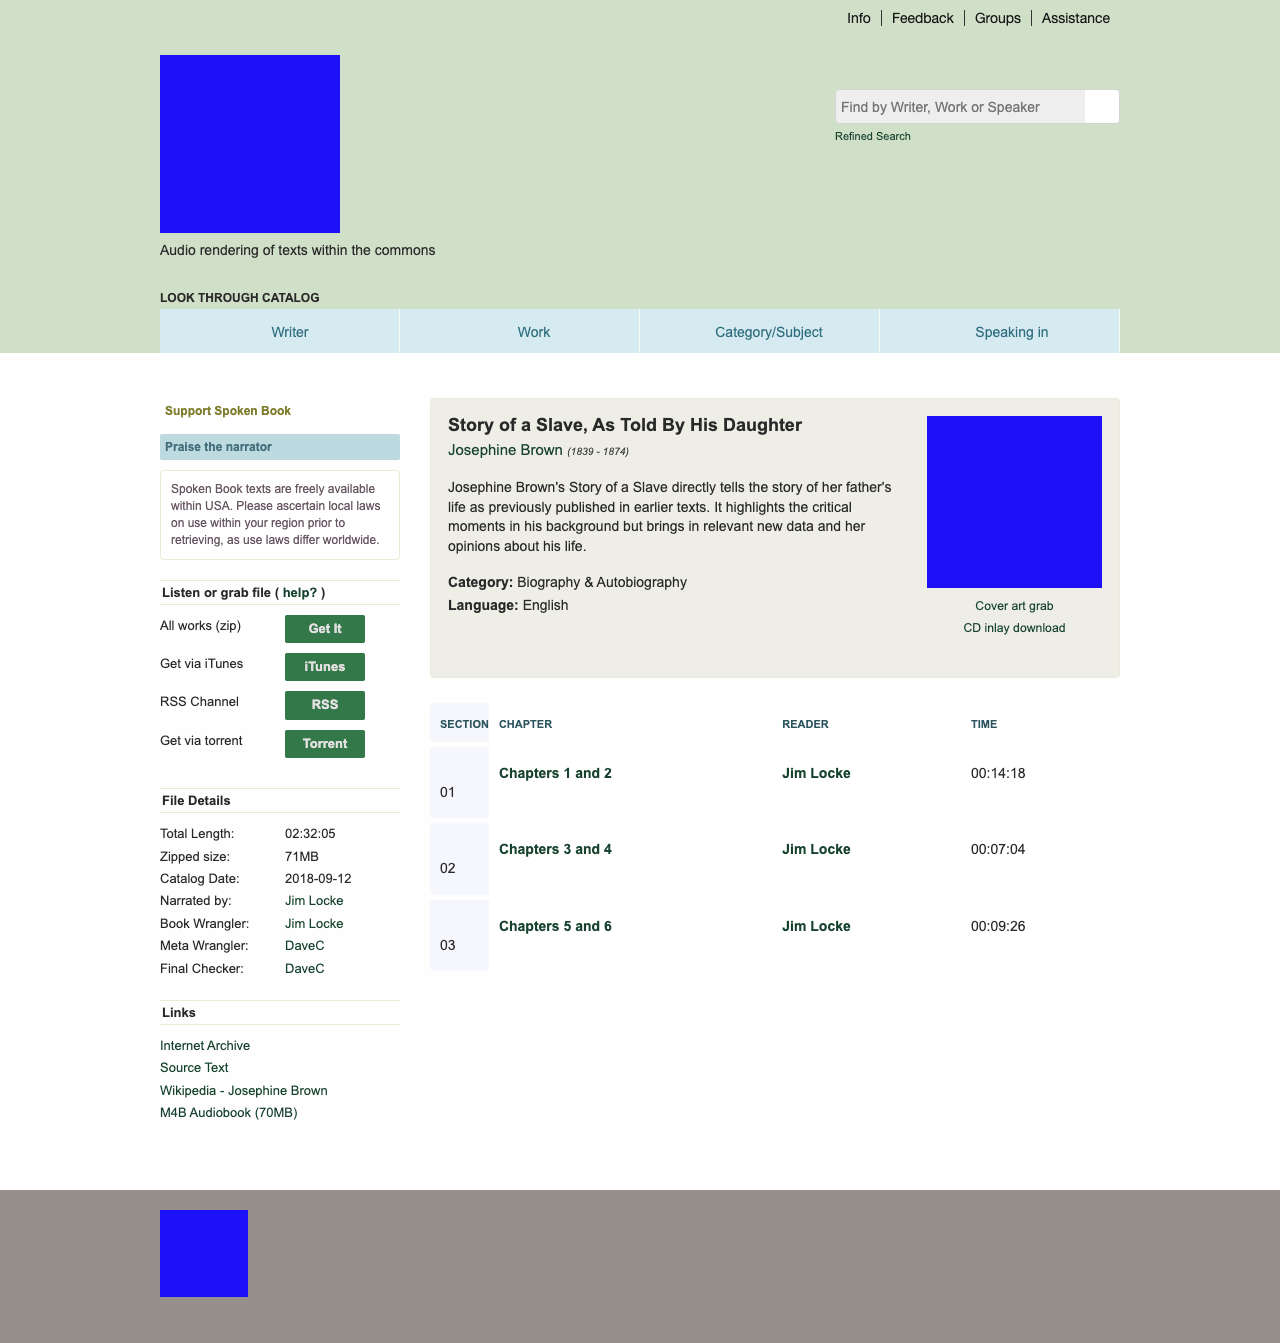 Info
Feedback
Groups
Assistance
Find by Writer, Work or Speaker
Refined Search
Audio rendering of texts within the commons
LOOK THROUGH CATALOG
Writer
Work
Category/Subject
Speaking in
Support Spoken Book
Praise the narrator
Spoken Book texts are freely available
within USA. Please ascertain local laws
on use within your region prior to
retrieving, as use laws differ worldwide.
Listen or grab file ( help? )
All works (zip) Get It
Get via iTunes iTunes
RSS Channel RSS
Get via torrent Torrent
File Details
Total Length: 02:32:05
Zipped size: 71MB
Catalog Date: 2018-09-12
Narrated by: Jim Locke
Book Wrangler: Jim Locke
Meta Wrangler: DaveC
Final Checker: DaveC
Links
Internet Archive
Source Text
Wikipedia - Josephine Brown
M4B Audiobook (70MB)
Story of a Slave, As Told By His Daughter
Josephine Brown (1839 - 1874)
Josephine Brown's Story of a Slave directly tells the story of her father's
life as previously published in earlier texts. It highlights the critical
moments in his background but brings in relevant new data and her
opinions about his life.
Category: Biography & Autobiography
Language: English
Cover art grab
CD inlay download
SECTION CHAPTER READER TIME
01 Chapters 1 and 2 Jim Locke 00:14:18
02 Chapters 3 and 4 Jim Locke 00:07:04
03 Chapters 5 and 6 Jim Locke 00:09:26